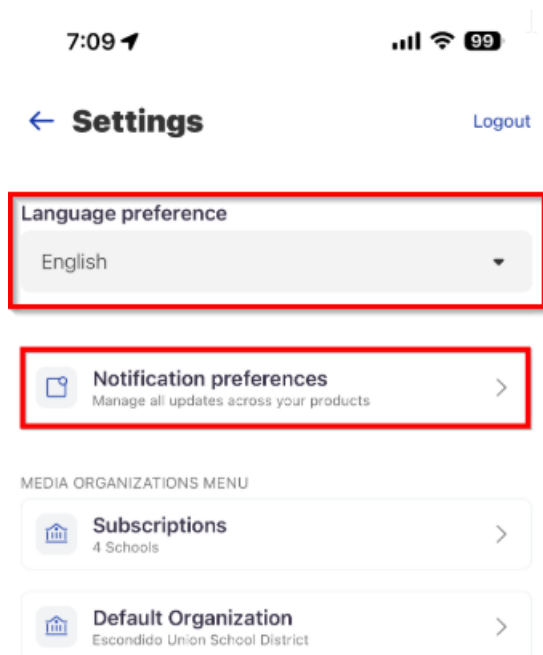 7:09
99
Settings
Logout
Language preference
English
Notification preferences
Manage all updates across your products
MEDIA ORGANIZATIONS MENU
Subscriptions
4 Schools
Default Organization
Escondido Union School District